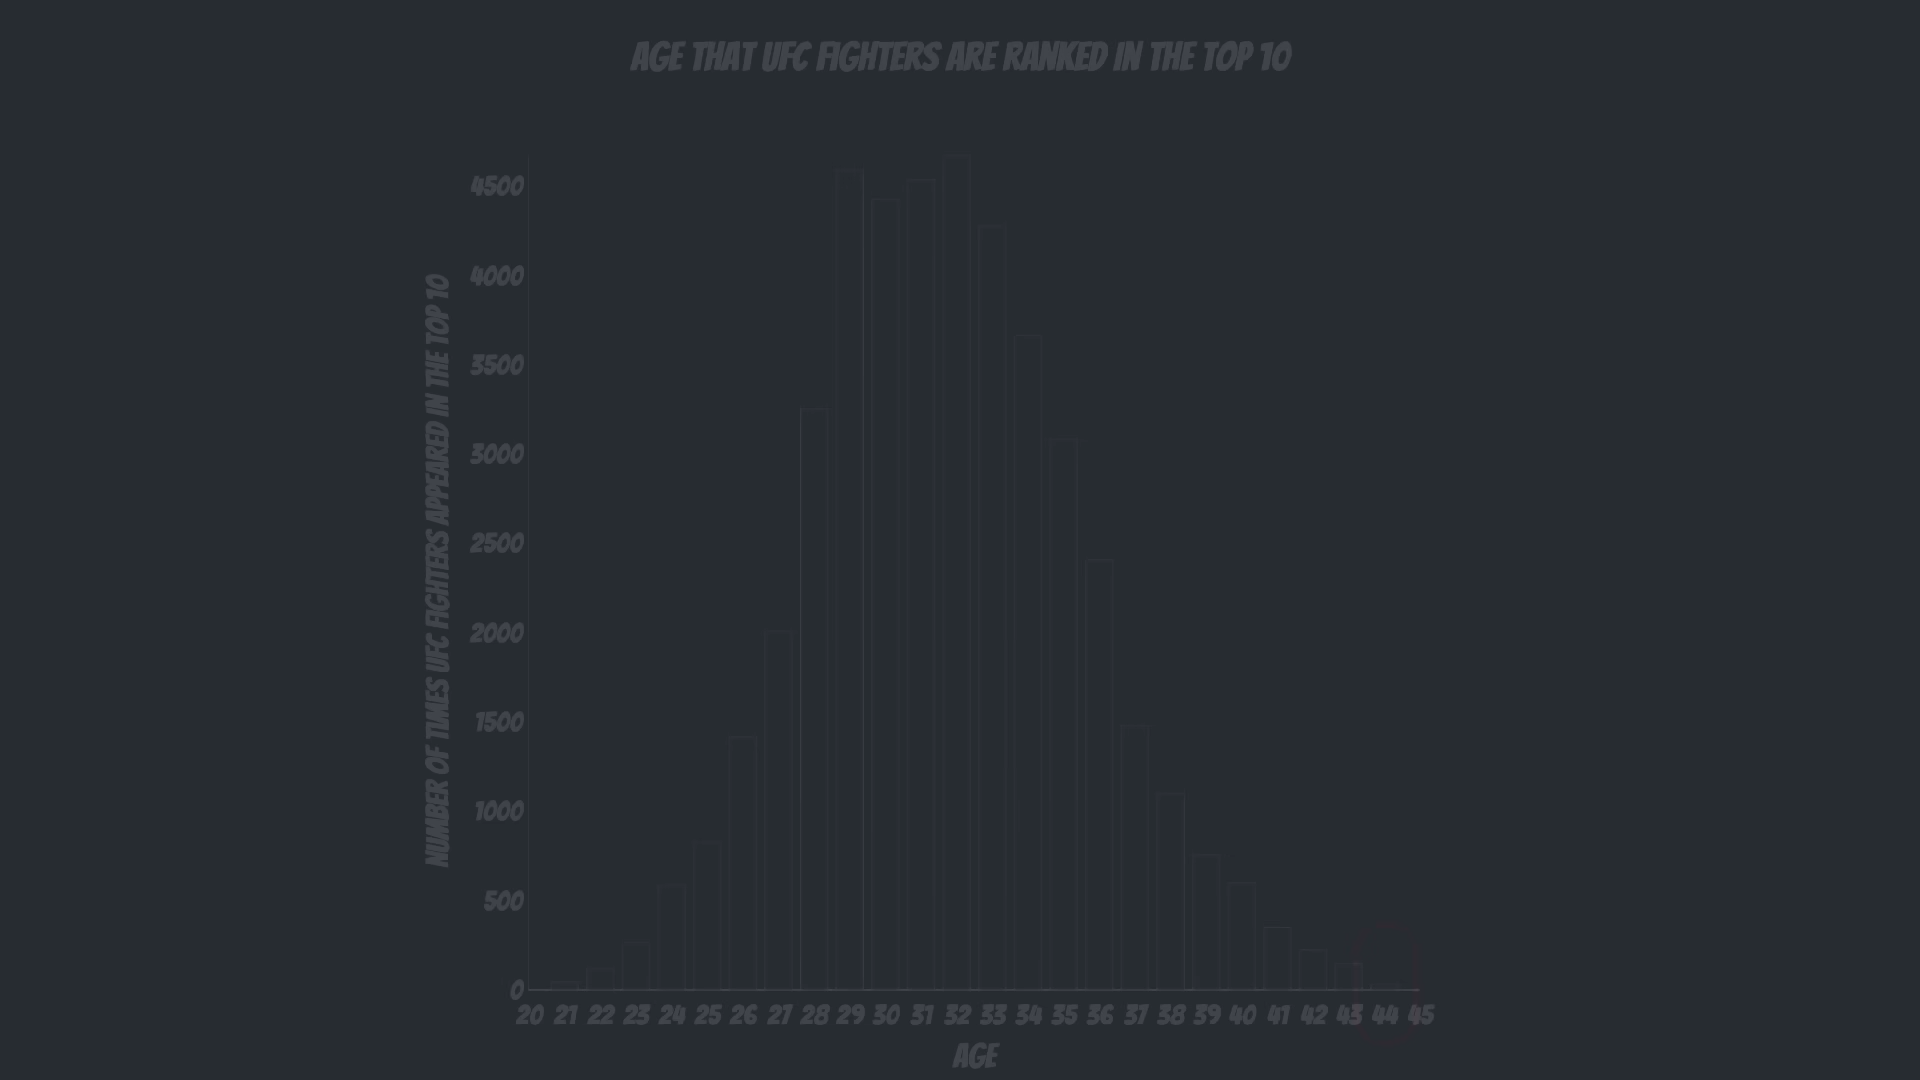 AGE THAT UFC FIGHTERS ARE RANKED IN THE TOP 10
NUMBER OF TIMES UFC FIGHTERS APPEARED IN THE TOP 10
4500
4000
3500
3000
2500
2000
1500
1000
500
0
20 21 22 23 24 25 26 27 28 29 30 31 32 33 34 35 36 37 38 39 40 41 42 43 44 45
AGE